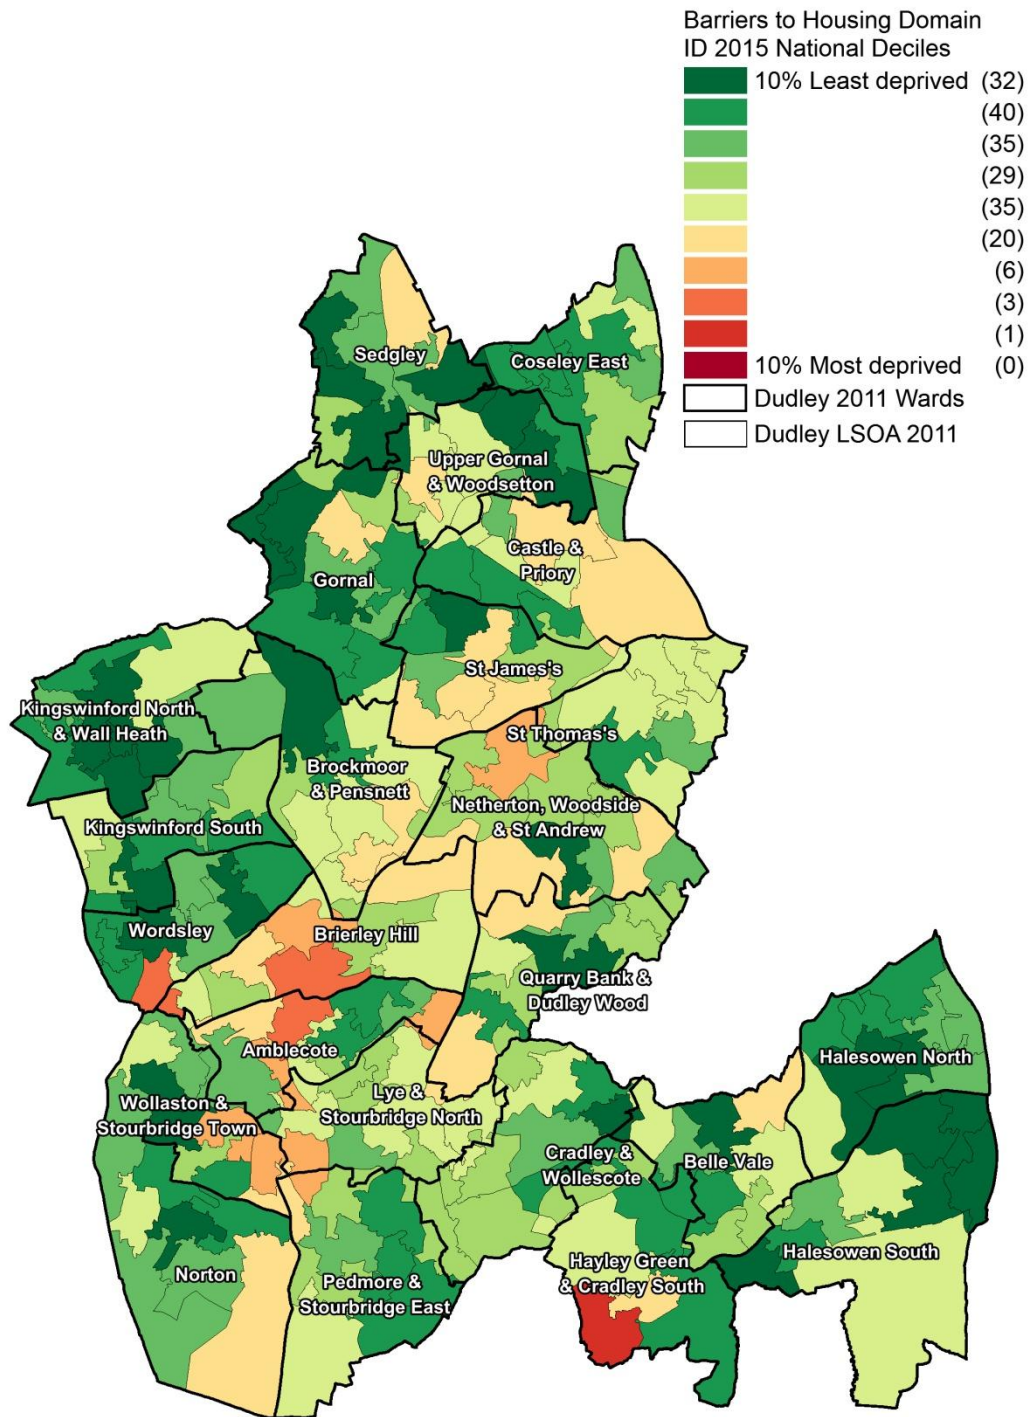 Barriers to Housing Domain
ID 2015 National Deciles
10% Least deprived (32)
(40)
(35)
(29)
(35)
(20)
(6)
(3)
(1)
10% Most deprived (0)
Dudley 2011 Wards
Dudley LSOA 2011
Sedgley
Coseley East
Upper Gornal
& Woodsetton
Castle &
Priory
Gornal
St James's
Kingswinford North
& Wall Heath
St Thomas's
Brockmoor
& Pensnett
Netherton, Woodside
& St Andrew
Kingswinford South
Wordsley
Brierley Hill
Quarry Bank &
Dudley Wood
Amblecote
Halesowen North
Lye &
Stourbridge North
Wollaston &
Stourbridge Town
Cradley &
Wollescote
Belle Vale
Halesowen South
Hayley Green
& Cradley South
Norton
Pedmore &
Stourbridge East